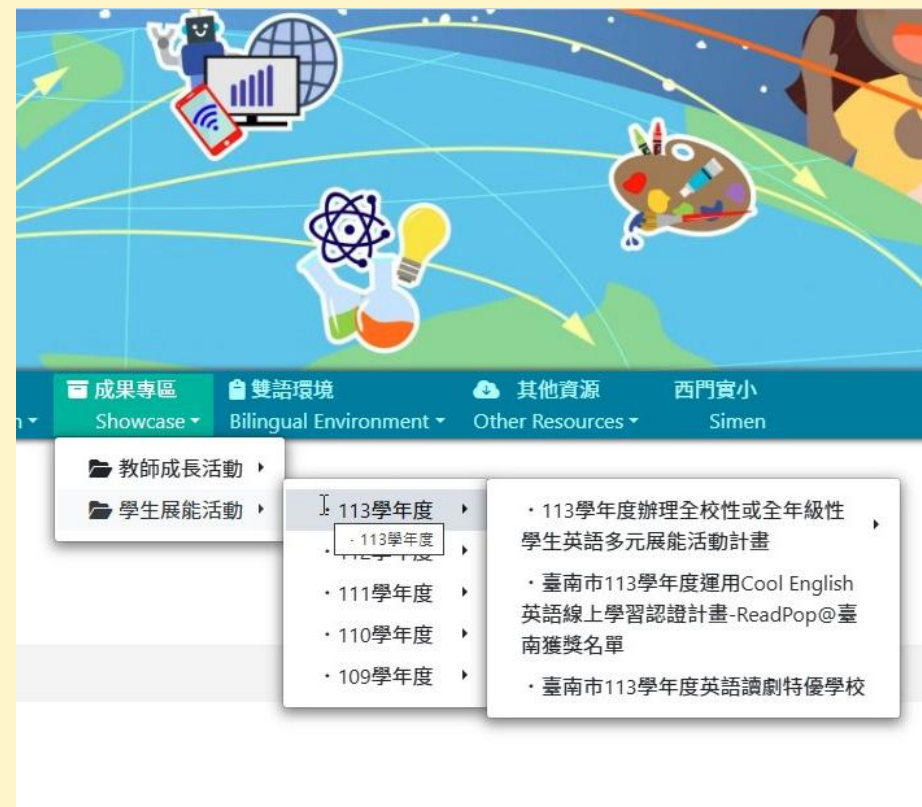 成果專區
雙語環境
其他資源
西門實小
Showcase
Bilingual Environment
Other Resources
Simen
教師成長活動
學生展能活動
· 113學年度
· 113學年度
· 111學年度
· 110學年度
· 109學年度
· 113學年度辦理全校性或全年級性
學生英語多元展能活動計畫
· 臺南市113學年度運用Cool English
英語線上學習認證計畫-ReadPop@臺
南獲獎名單
· 臺南市113學年度英語讀劇特優學校